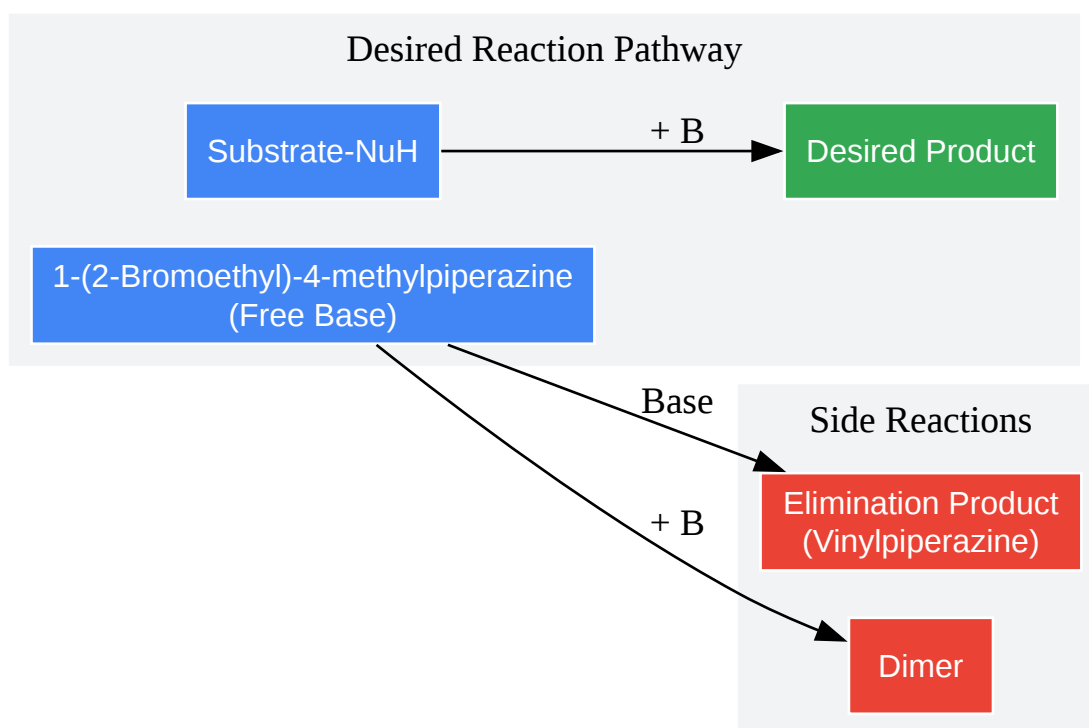 Desired Reaction Pathway
+ B
Substrate-NuH
Desired Product
1-(2-Bromoethyl)-4-methylpiperazine
(Free Base)
Base
Side Reactions
Elimination Product
(Vinylpiperazine)
+ B
Dimer